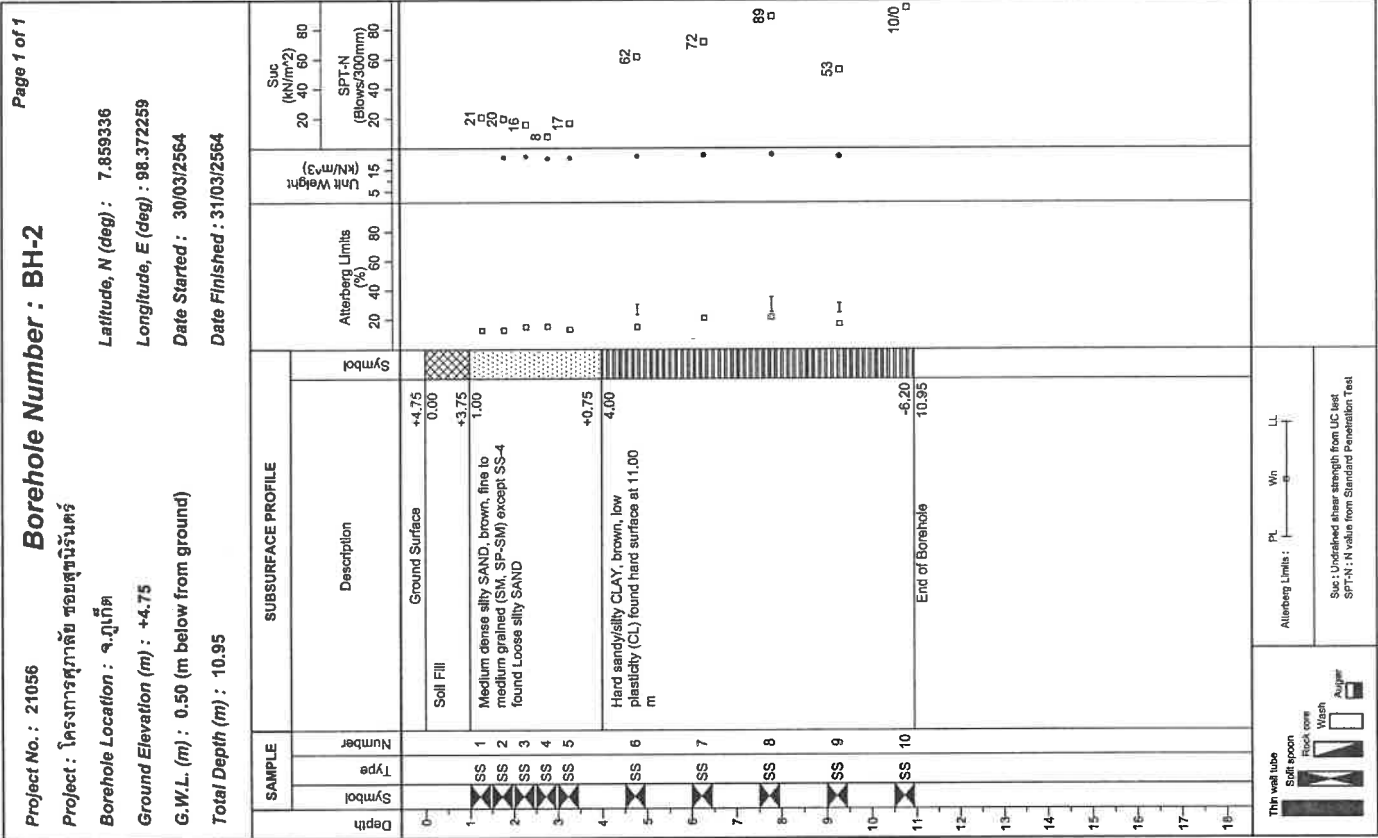 Project No. : 21056
Borehole Number : BH-2
Page 1 of 1
Project : โครงการศุภาลัย ซอยสุขนิรันดร์
Borehole Location : จ.ภูเก็ต
Latitude, N (deg) : 7.859336
Ground Elevation (m) : +4.75
Longitude, E (deg) : 98.372259
G.W.L. (m) : 0.50 (m below from ground)
Date Started : 30/03/2564
Total Depth (m) : 10.95
Date Finished : 31/03/2564
SAMPLE
SUBSURFACE PROFILE
Depth
Symbol
Type
Number
Description
Symbol
Atterberg Limits
(%)
20 40 60 80
Unit Weight
(kN/m^3)
5 15
Suc
(kN/m^2)
20 40 60 80
SPT-N
(Blows/300mm)
20 40 60 80
Ground Surface
+4.75
0
0.00
Soil Fill
+3.75
1
1.00
SS 1
21
Medium dense silty SAND, brown, fine to
medium grained (SM, SP-SM) except SS-4
found Loose silty SAND
SS 2
20
2
SS 3
16
SS 4
8
3
SS 5
17
+0.75
4
4.00
Hard sandy/silty CLAY, brown, low
plasticity (CL) found hard surface at 11.00
m
SS 6
62
5
6
SS 7
72
7
SS 8
89
8
9
SS 9
53
10
SS 10
10/0
-6.20
11
10.95
End of Borehole
12
13
14
15
16
17
18
Thin wall tube
Split spoon
Rock core
Wash
Auger
Atterberg Limits :
PL Wn LL
Suc : Undrained shear strength from UC test
SPT-N : N value from Standard Penetration Test